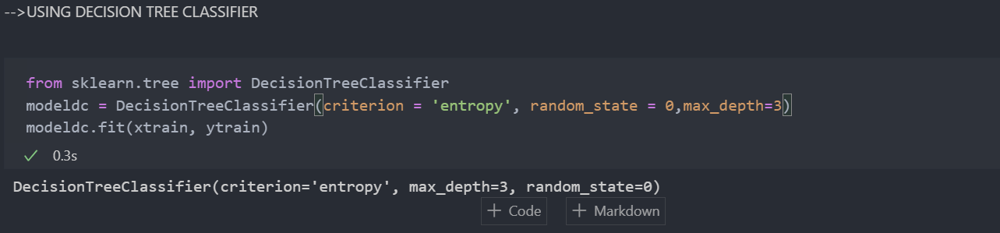 -->USING DECISION TREE CLASSIFIER
from sklearn.tree import DecisionTreeClassifier
modeldc = DecisionTreeClassifier(criterion = 'entropy', random_state = 0,max_depth=3)
modeldc.fit(xtrain, ytrain)
0.3s
DecisionTreeClassifier(criterion='entropy', max_depth=3, random_state=0)
+ Code + Markdown